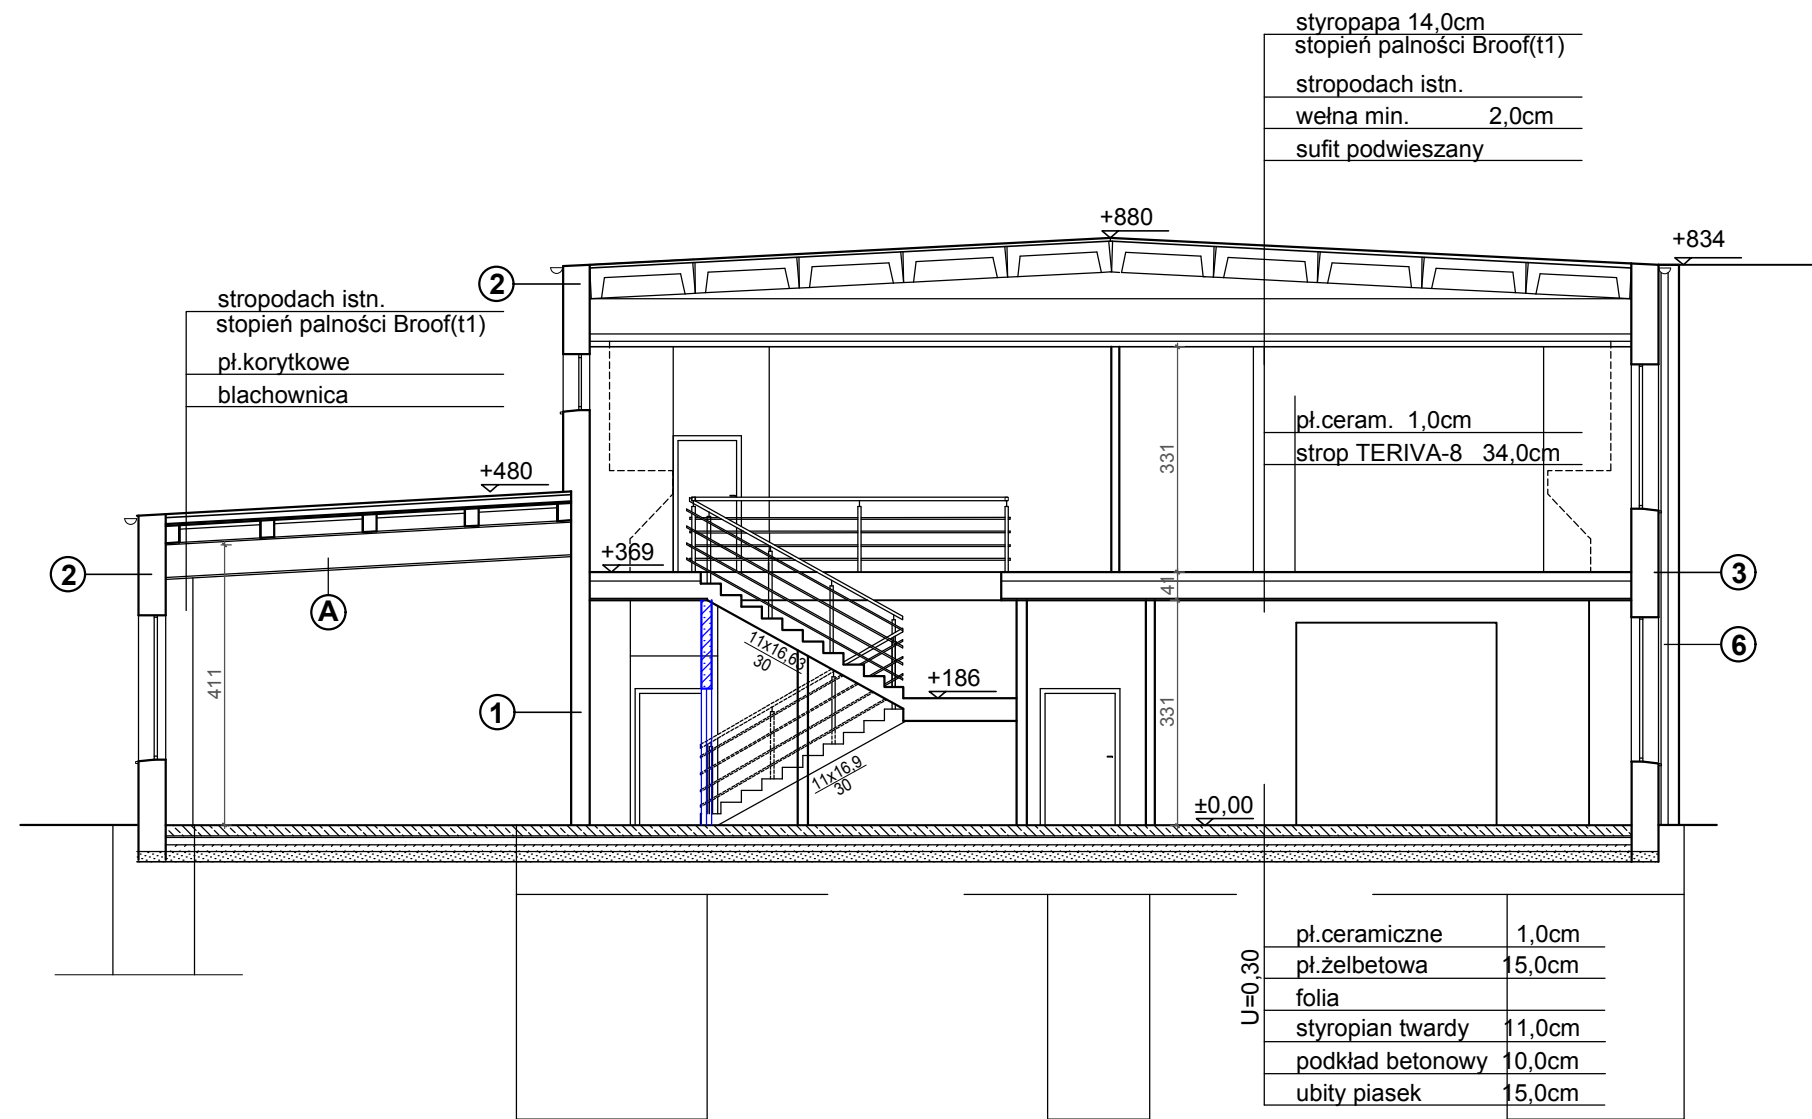 styropapa 14,0cm
stopień palności Broof(t1)
stropodach istn.
wełna min. 2,0cm
sufit podwieszany
+880
+834
2
stropodach istn.
stopień palności Broof(t1)
pł.korytkowe
blachownica
pł.ceram. 1,0cm
strop TERIVA-8 34,0cm
331
+480
+369
41
2
3
A
11x16,63
30
6
411
+186
1
331
11x16,9
30
±0,00
U=0,30
pł.ceramiczne 1,0cm
pł.żelbetowa 15,0cm
folia
styropian twardy 11,0cm
podkład betonowy 10,0cm
ubity piasek 15,0cm